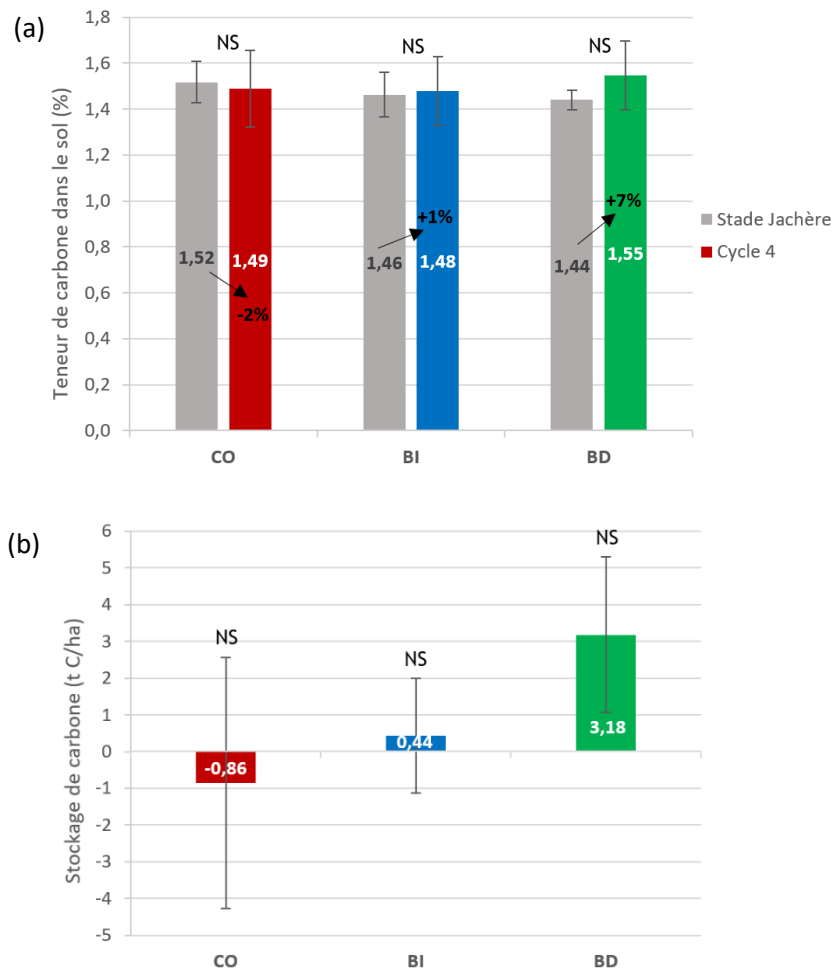 (a)
Teneur de carbone dans le sol (%)
1,8
1,6
1,4
1,2
1,0
0,8
0,6
0,4
0,2
0,0
NS
NS
NS
1,52
1,49
-2%
1,46
1,48
+1%
1,44
1,55
+7%
CO
BI
BD
Stade Jachère
Cycle 4
(b)
Stockage de carbone (t C/ha)
6
5
4
3
2
1
0
-1
-2
-3
-4
-5
NS
NS
NS
-0,86
0,44
3,18
CO
BI
BD